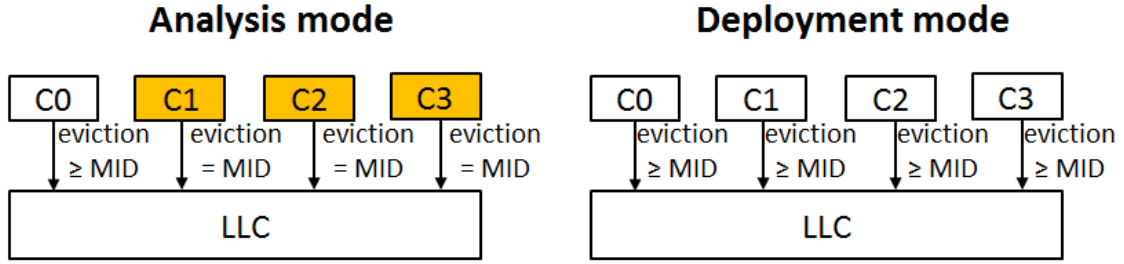 Analysis mode
C0 C1 C2 C3
eviction eviction eviction eviction
≥ MID = MID = MID = MID
LLC
Deployment mode
C0 C1 C2 C3
eviction eviction eviction eviction
≥ MID ≥ MID ≥ MID ≥ MID
LLC